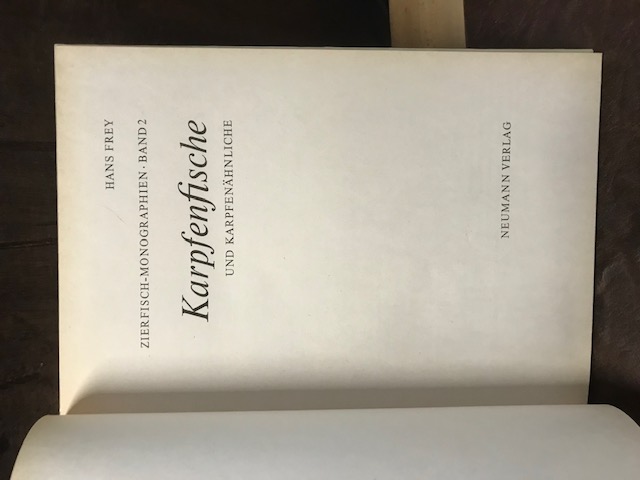 HANS FREY
ZIERFISCH-MONOGRAPHIEN · BAND 2
Karpfenfische
UND KARPFENÄHNLICHE
NEUMANN VERLAG